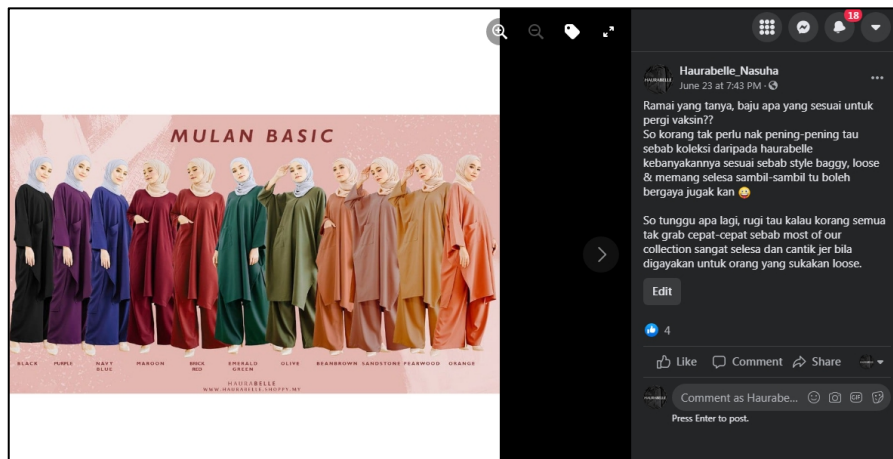 18
MULAN BASIC
BLACK PURPLE NAVY BLUE MAROON BRICK RED EMERALD GREEN OLIVE BEANBROWN SANDSTONE PEARWOOD ORANGE
HAURABELLE
WWW.HAURABELLE.SHOPPY.MY
Haurabelle_Nasuha
June 23 at 7:43 PM ·
Ramai yang tanya, baju apa yang sesuai untuk
pergi vaksin??
So korang tak perlu nak pening-pening tau
sebab koleksi daripada haurabelle
kebanyakannya sesuai sebab style baggy, loose
& memang selesa sambil-sambil tu boleh
bergaya jugak kan 😜
So tunggu apa lagi, rugi tau kalau korang semua
tak grab cepat-cepat sebab most of our
collection sangat selesa dan cantik jer bila
digayakan untuk orang yang sukakan loose.
Edit
4
Like Comment Share
Comment as Haurabe...
GIF
Press Enter to post.